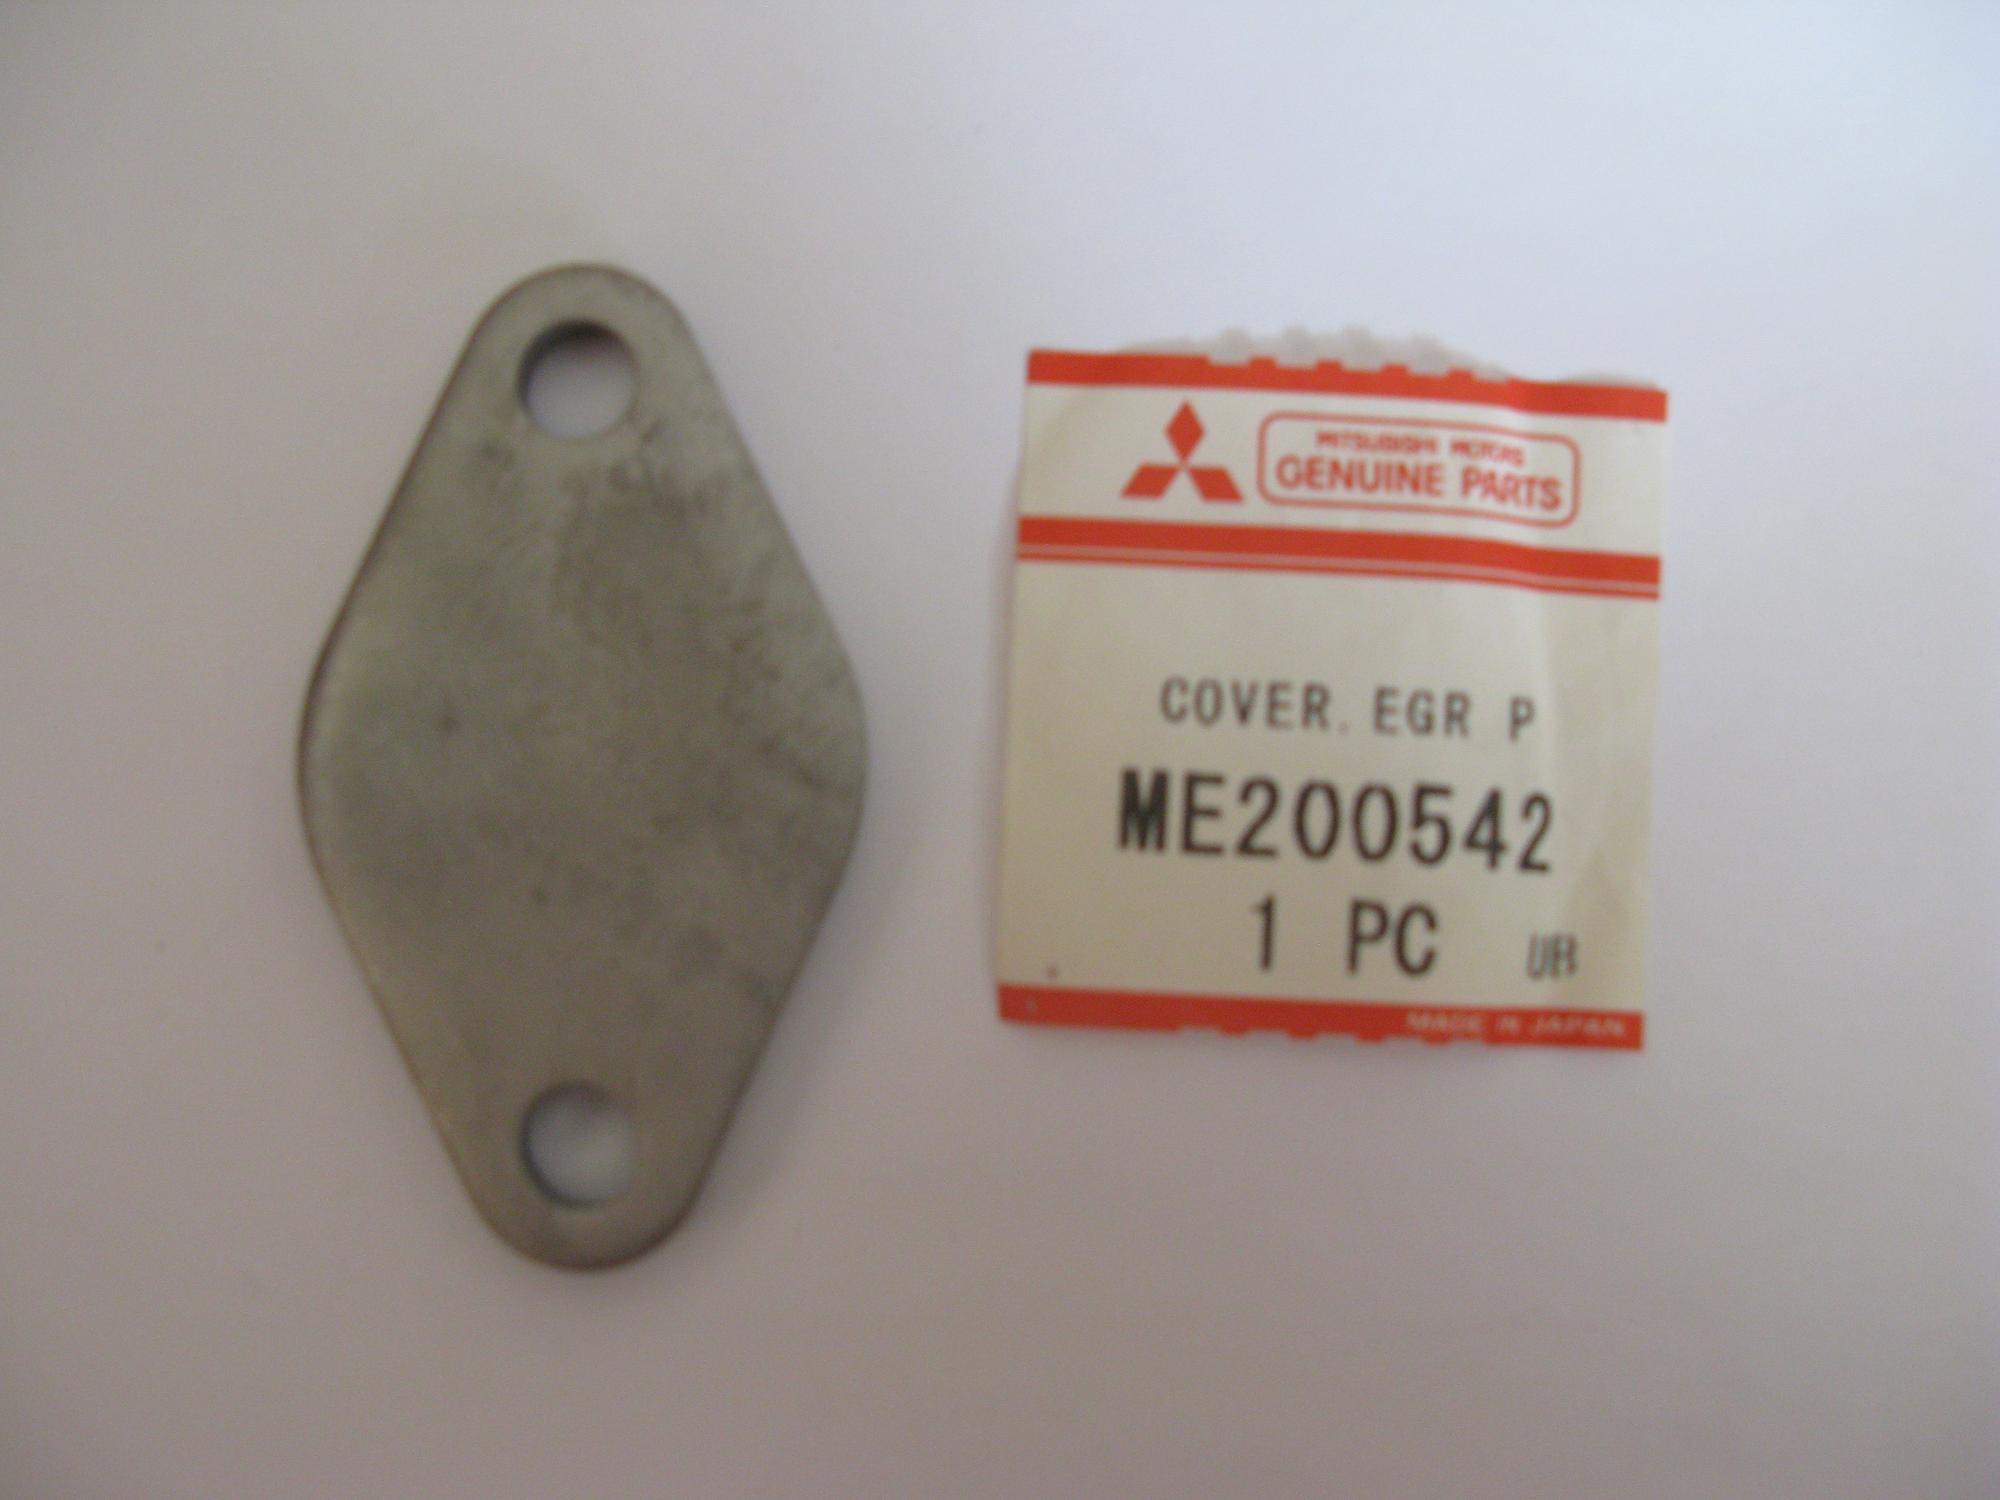 MITSUBISHI MOTORS
GENUINE PARTS
COVER. EGR P
ME200542
1 PC
MADE IN JAPAN